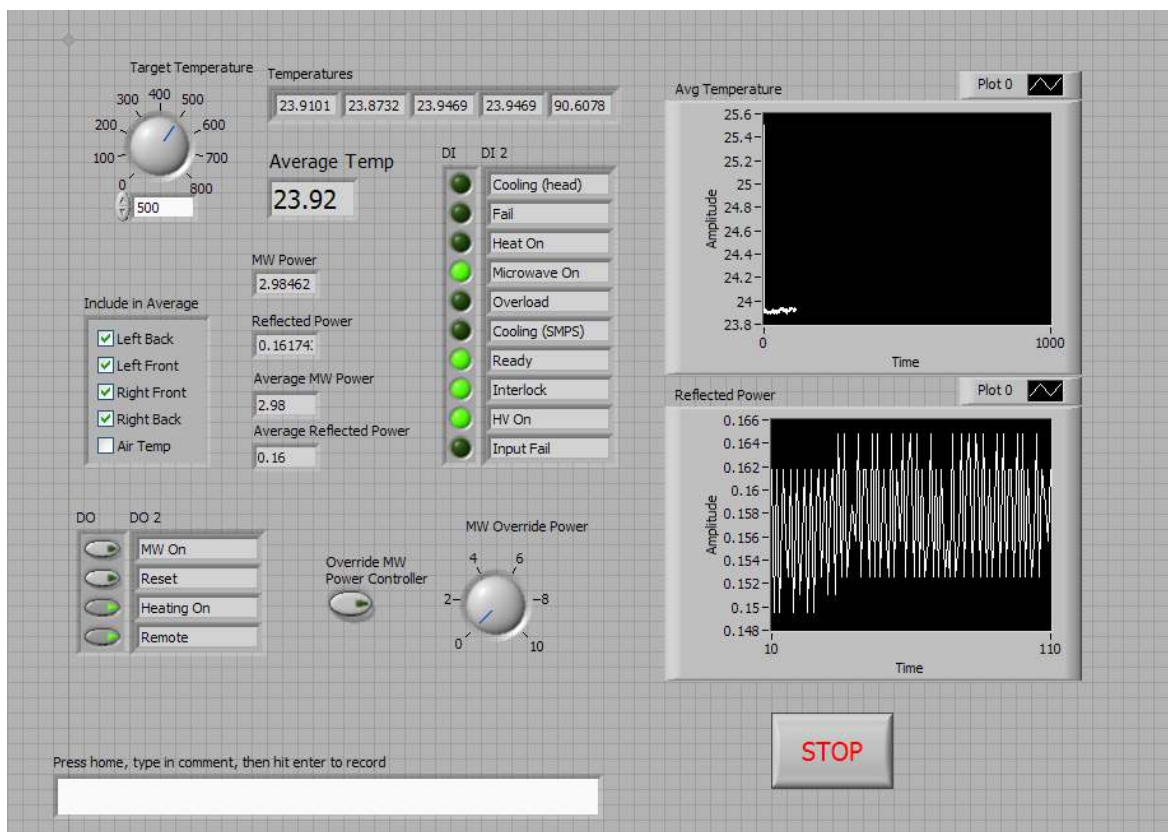 Target Temperature
300 400 500
200 600
100 700
0 800
500
Temperatures
23.9101 23.8732 23.9469 23.9469 90.6078
Average Temp
23.92
MW Power
2.98462
Reflected Power
0.16174
Average MW Power
2.98
Average Reflected Power
0.16
Include in Average
Left Back
Left Front
Right Front
Right Back
Air Temp
DI DI 2
Cooling (head)
Fail
Heat On
Microwave On
Overload
Cooling (SMPS)
Ready
Interlock
HV On
Input Fail
Avg Temperature
Plot 0
25.6
25.4
25.2
25
24.8
24.6
24.4
24.2
24
23.8
Amplitude
0 1000
Time
Reflected Power
Plot 0
0.166
0.164
0.162
0.16
0.158
0.156
0.154
0.152
0.15
0.148
Amplitude
10 110
Time
DO DO 2
MW On
Reset
Heating On
Remote
Override MW
Power Controller
MW Override Power
4 6
2 8
0 10
STOP
Press home, type in comment, then hit enter to record